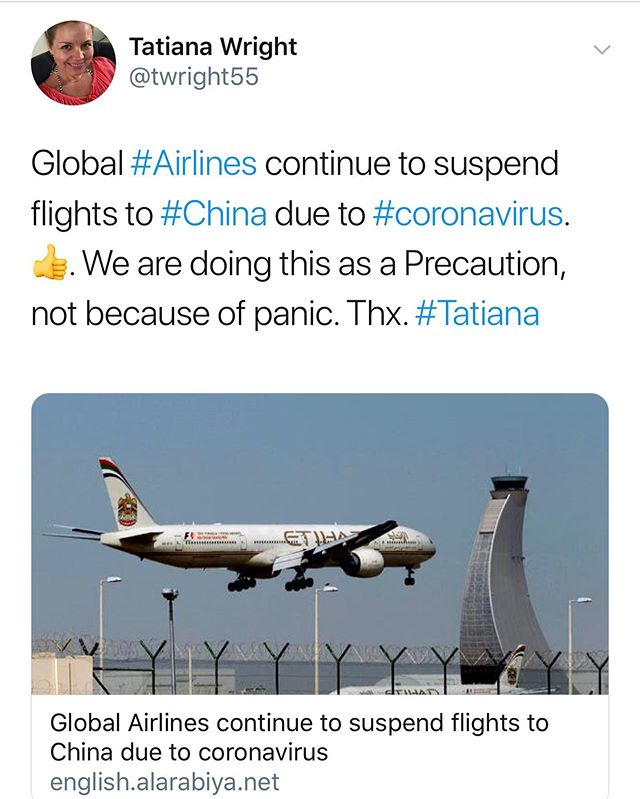 Tatiana Wright
@twright55
Global #Airlines continue to suspend
flights to #China due to #coronavirus.
👍. We are doing this as a Precaution,
not because of panic. Thx. #Tatiana
ETIHA
ETIHAD
Global Airlines continue to suspend flights to
China due to coronavirus
english.alarabiya.net